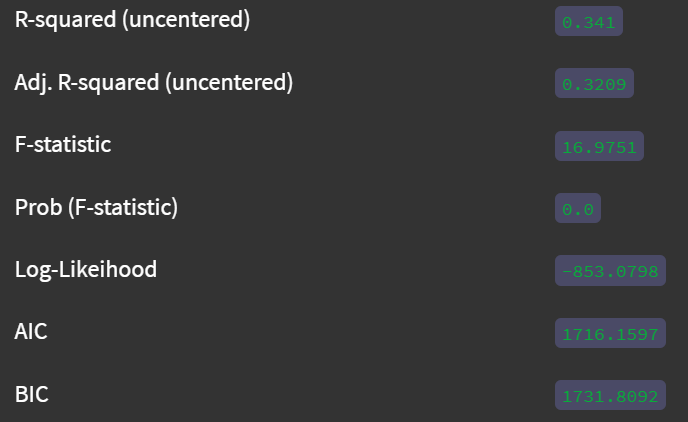 R-squared (uncentered) 0.341
Adj. R-squared (uncentered) 0.3209
F-statistic 16.9751
Prob (F-statistic) 0.0
Log-Likeihood −853.0798
AIC 1716.1597
BIC 1731.8092